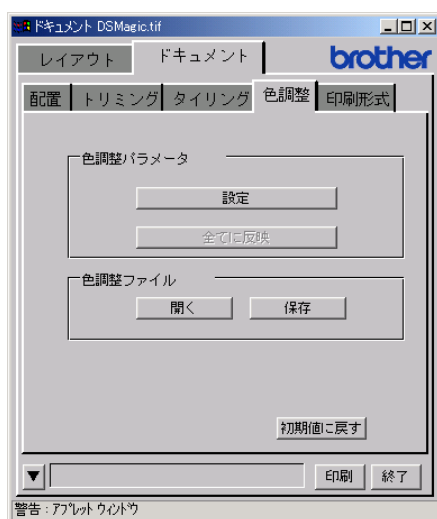 ドキュメント DSMagic.tif
レイアウト ドキュメント brother
配置 トリミング タイリング 色調整 印刷形式
色調整パラメータ
設定
全てに反映
色調整ファイル
開く 保存
初期値に戻す
印刷 終了
警告 : アプレット ウィンドウ